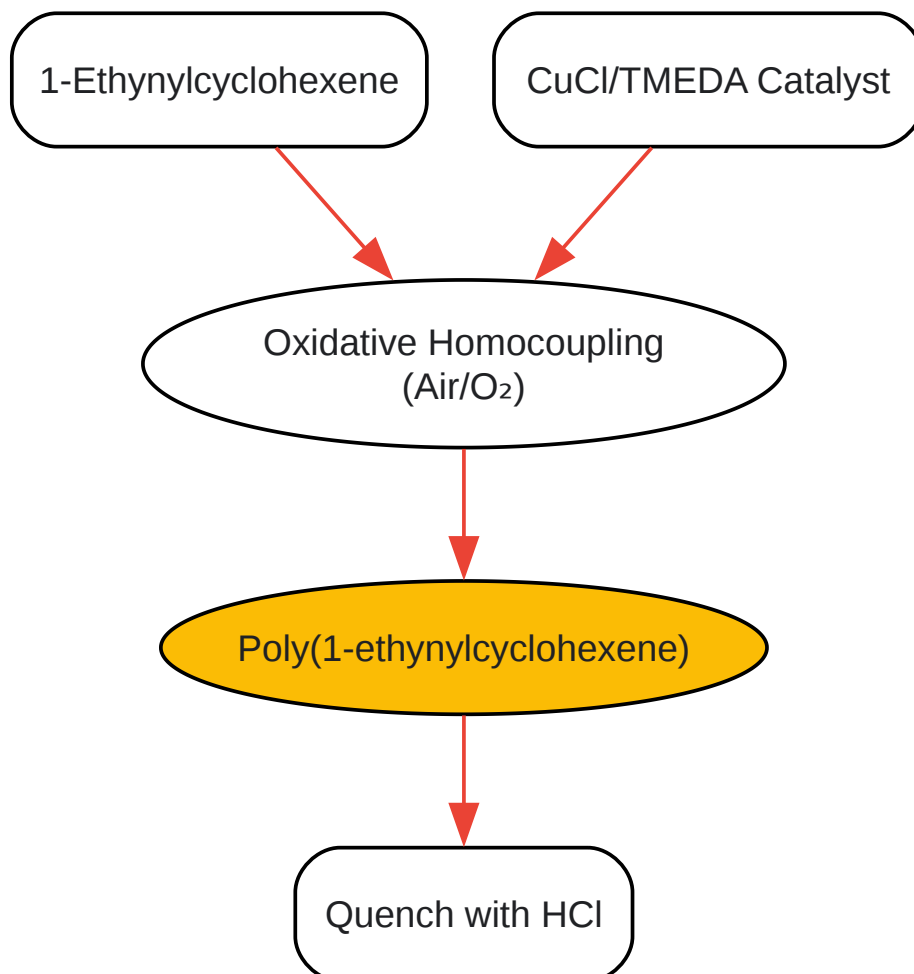 1-Ethynylcyclohexene
CuCl/TMEDA Catalyst
Oxidative Homocoupling
(Air/O₂)
Poly(1-ethynylcyclohexene)
Quench with HCl